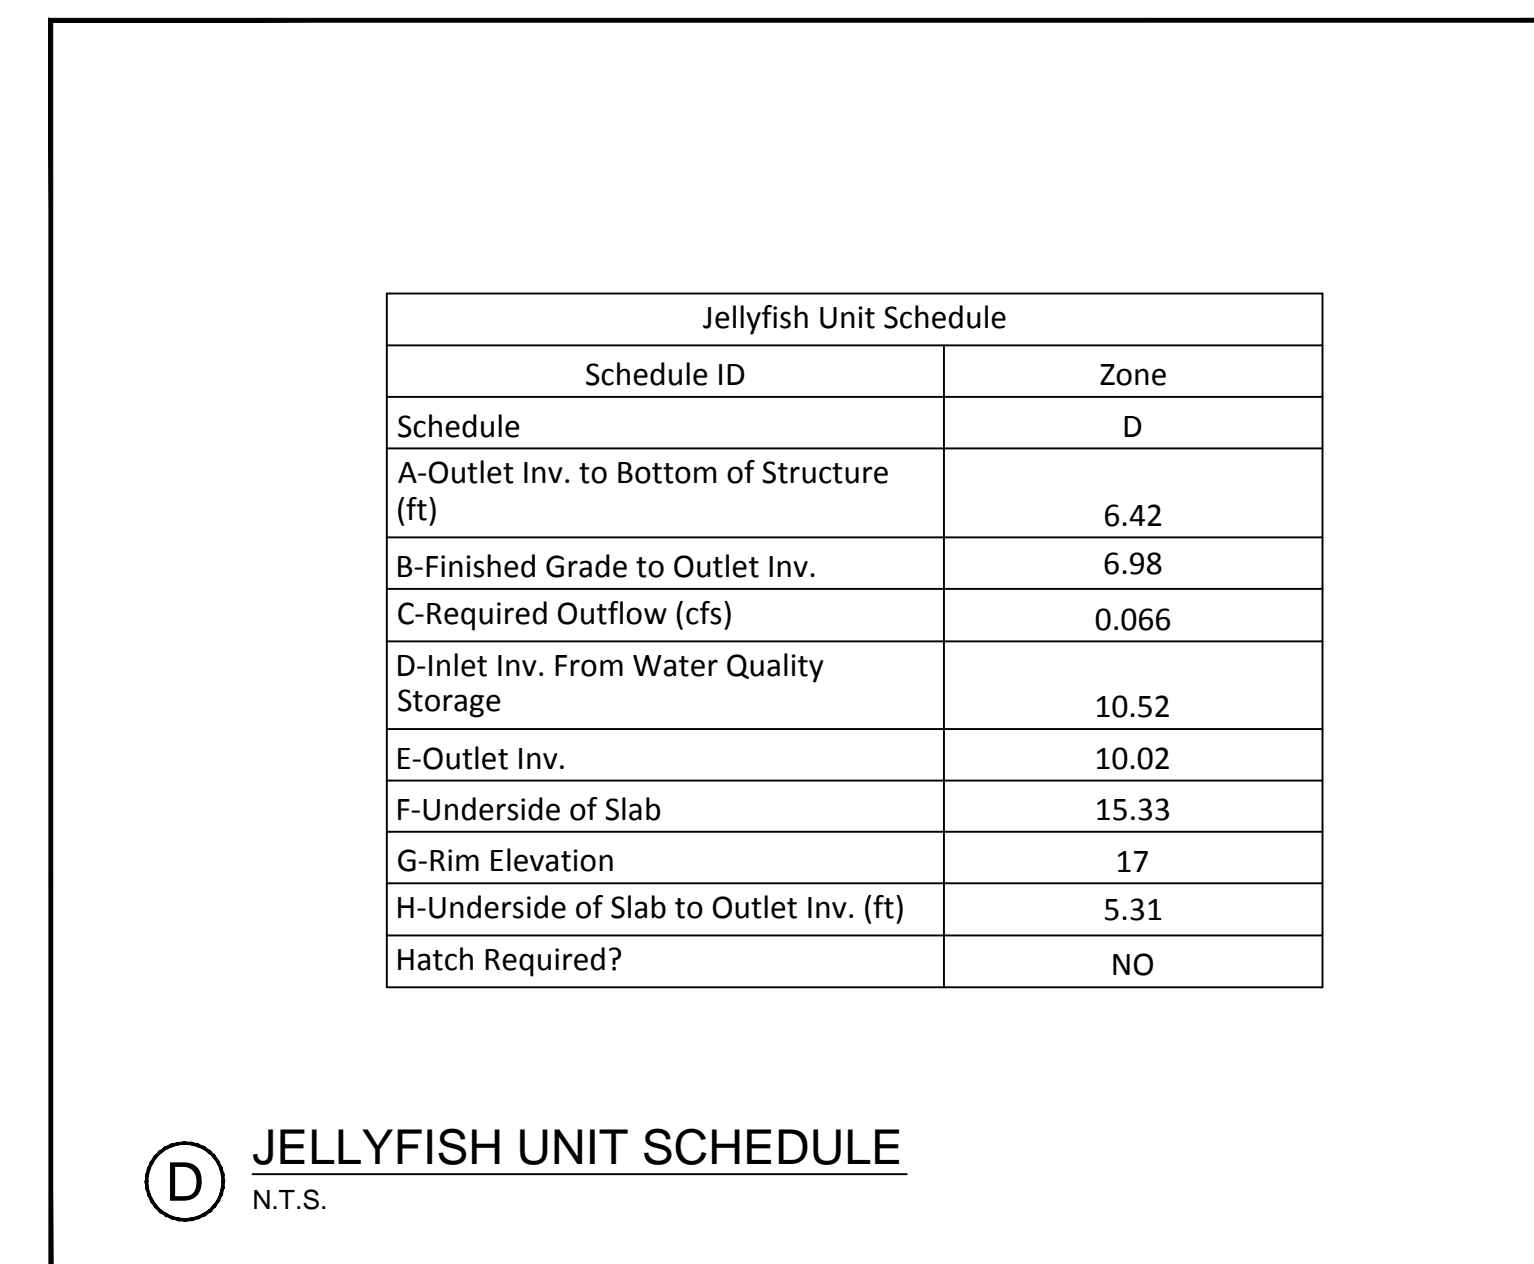 Jellyfish Unit Schedule
Schedule ID Zone
Schedule D
A-Outlet Inv. to Bottom of Structure
(ft) 6.42
B-Finished Grade to Outlet Inv. 6.98
C-Required Outflow (cfs) 0.066
D-Inlet Inv. From Water Quality
Storage 10.52
E-Outlet Inv. 10.02
F-Underside of Slab 15.33
G-Rim Elevation 17
H-Underside of Slab to Outlet Inv. (ft) 5.31
Hatch Required? NO
D JELLYFISH UNIT SCHEDULE
N.T.S.